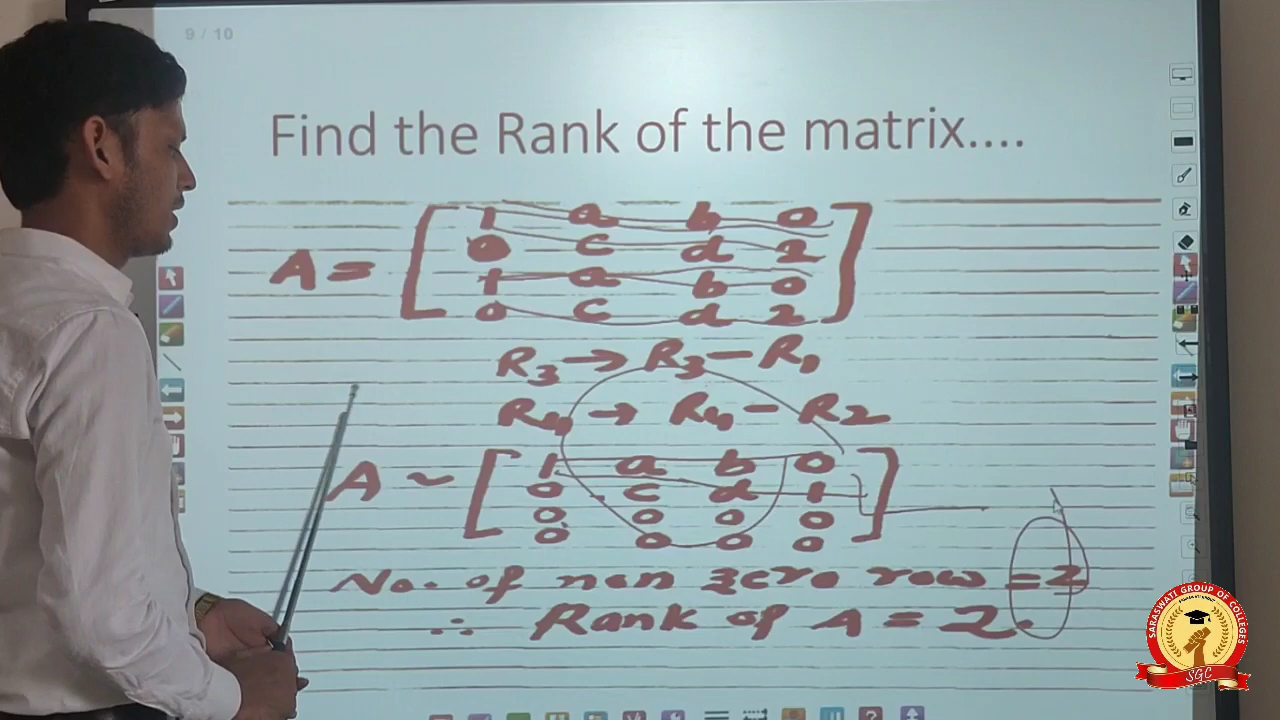 9 / 10
Find the Rank of the matrix....
A = [ 1 a b 0
0 c d 2
1 a b 0
0 c d 2 ]
R3 → R3 - R1
R4 → R4 - R2
A ~ [ 1 a b 0
0 c d 1
0 0 0 0
0 0 0 0 ]
No. of non zero row = 2
∴ Rank of A = 2.
SARASWATI GROUP OF COLLEGES
SGC